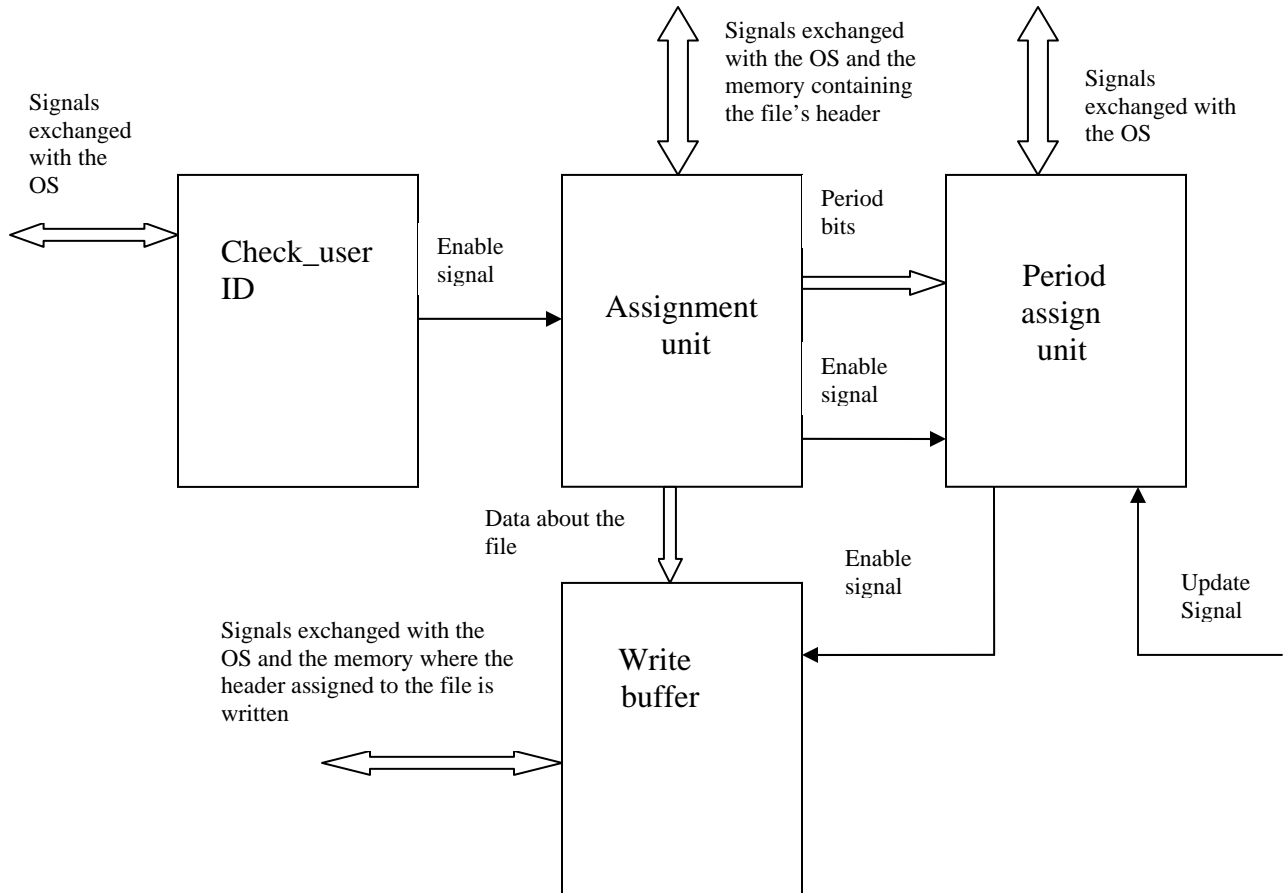 Signals exchanged
with the OS and the
memory containing
the file's header
Signals
exchanged with
the OS
Signals
exchanged
with the
OS
Check_user
ID
Enable
signal
Assignment
unit
Period
bits
Enable
signal
Period
assign
unit
Data about the
file
Enable
signal
Update
Signal
Signals exchanged with the
OS and the memory where the
header assigned to the file is
written
Write
buffer